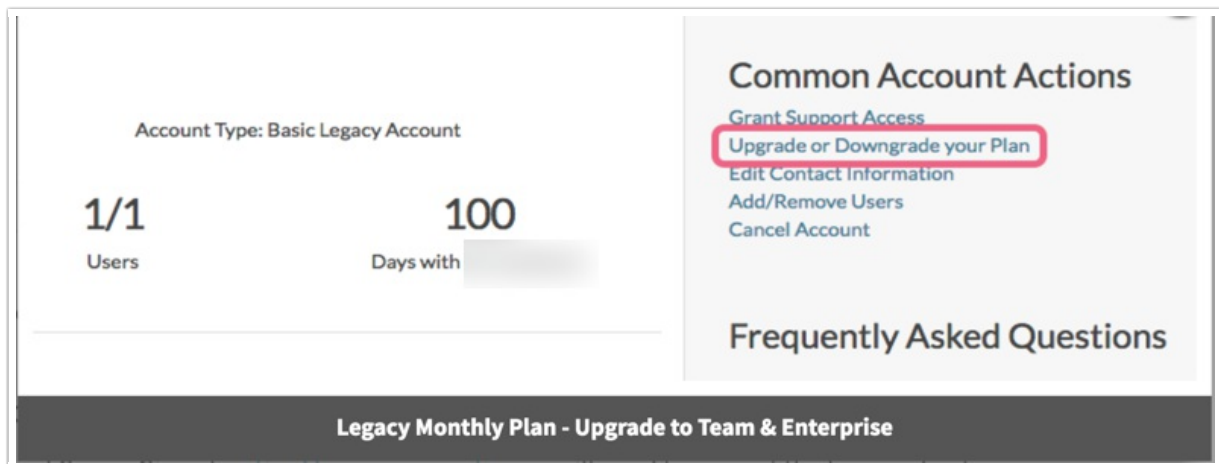 Account Type: Basic Legacy Account
1/1
Users
100
Days with
Common Account Actions
Grant Support Access
Upgrade or Downgrade your Plan
Edit Contact Information
Add/Remove Users
Cancel Account
Frequently Asked Questions
Legacy Monthly Plan - Upgrade to Team & Enterprise